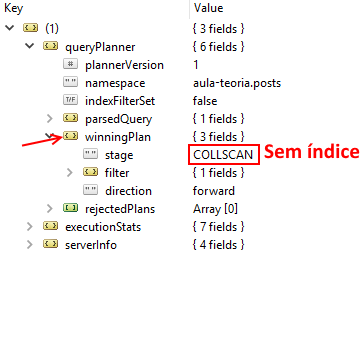 Key Value
(1) { 3 fields }
queryPlanner { 6 fields }
# plannerVersion 1
" " namespace aula-teoria.posts
T/F indexFilterSet false
parsedQuery { 1 fields }
winningPlan { 3 fields }
" " stage COLLSCAN Sem índice
filter { 1 fields }
" " direction forward
rejectedPlans Array [0]
executionStats { 7 fields }
serverInfo { 4 fields }